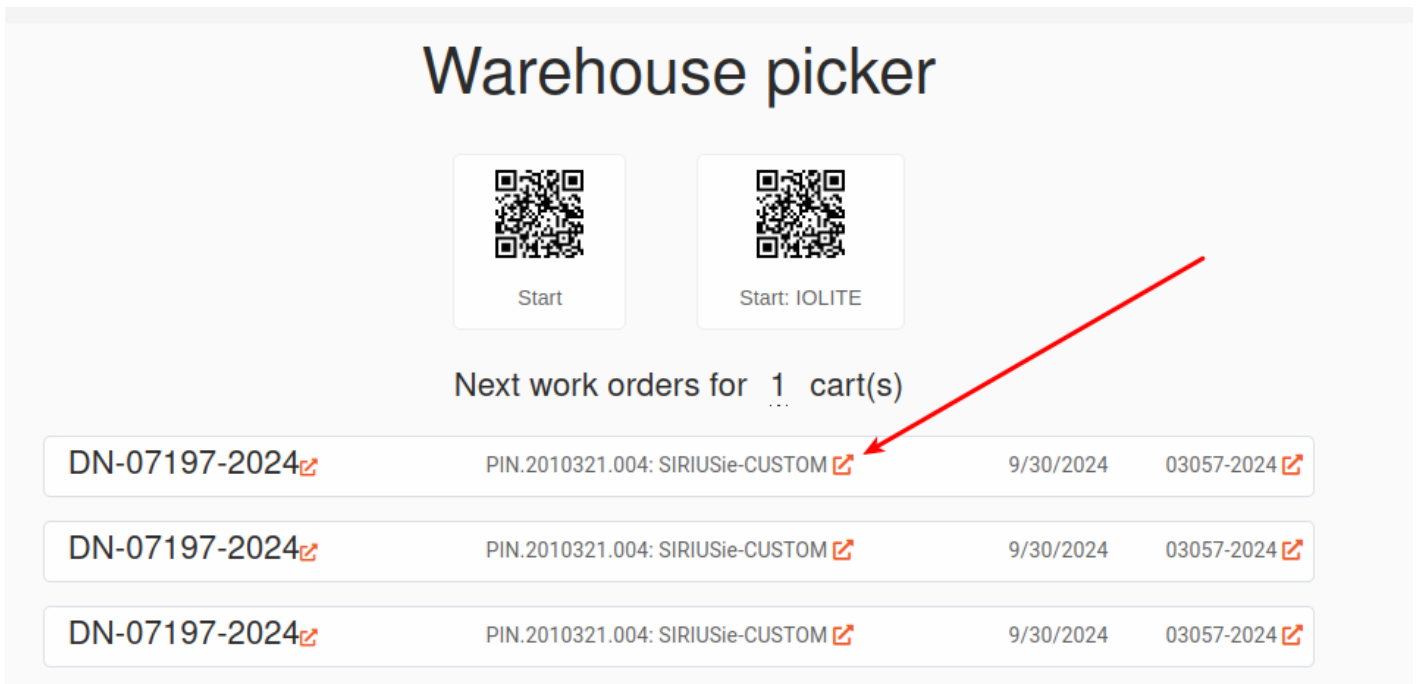 Warehouse picker
Start
Start: IOLITE
Next work orders for 1 cart(s)
DN-07197-2024 PIN.2010321.004: SIRIUSie-CUSTOM 9/30/2024 03057-2024
DN-07197-2024 PIN.2010321.004: SIRIUSie-CUSTOM 9/30/2024 03057-2024
DN-07197-2024 PIN.2010321.004: SIRIUSie-CUSTOM 9/30/2024 03057-2024